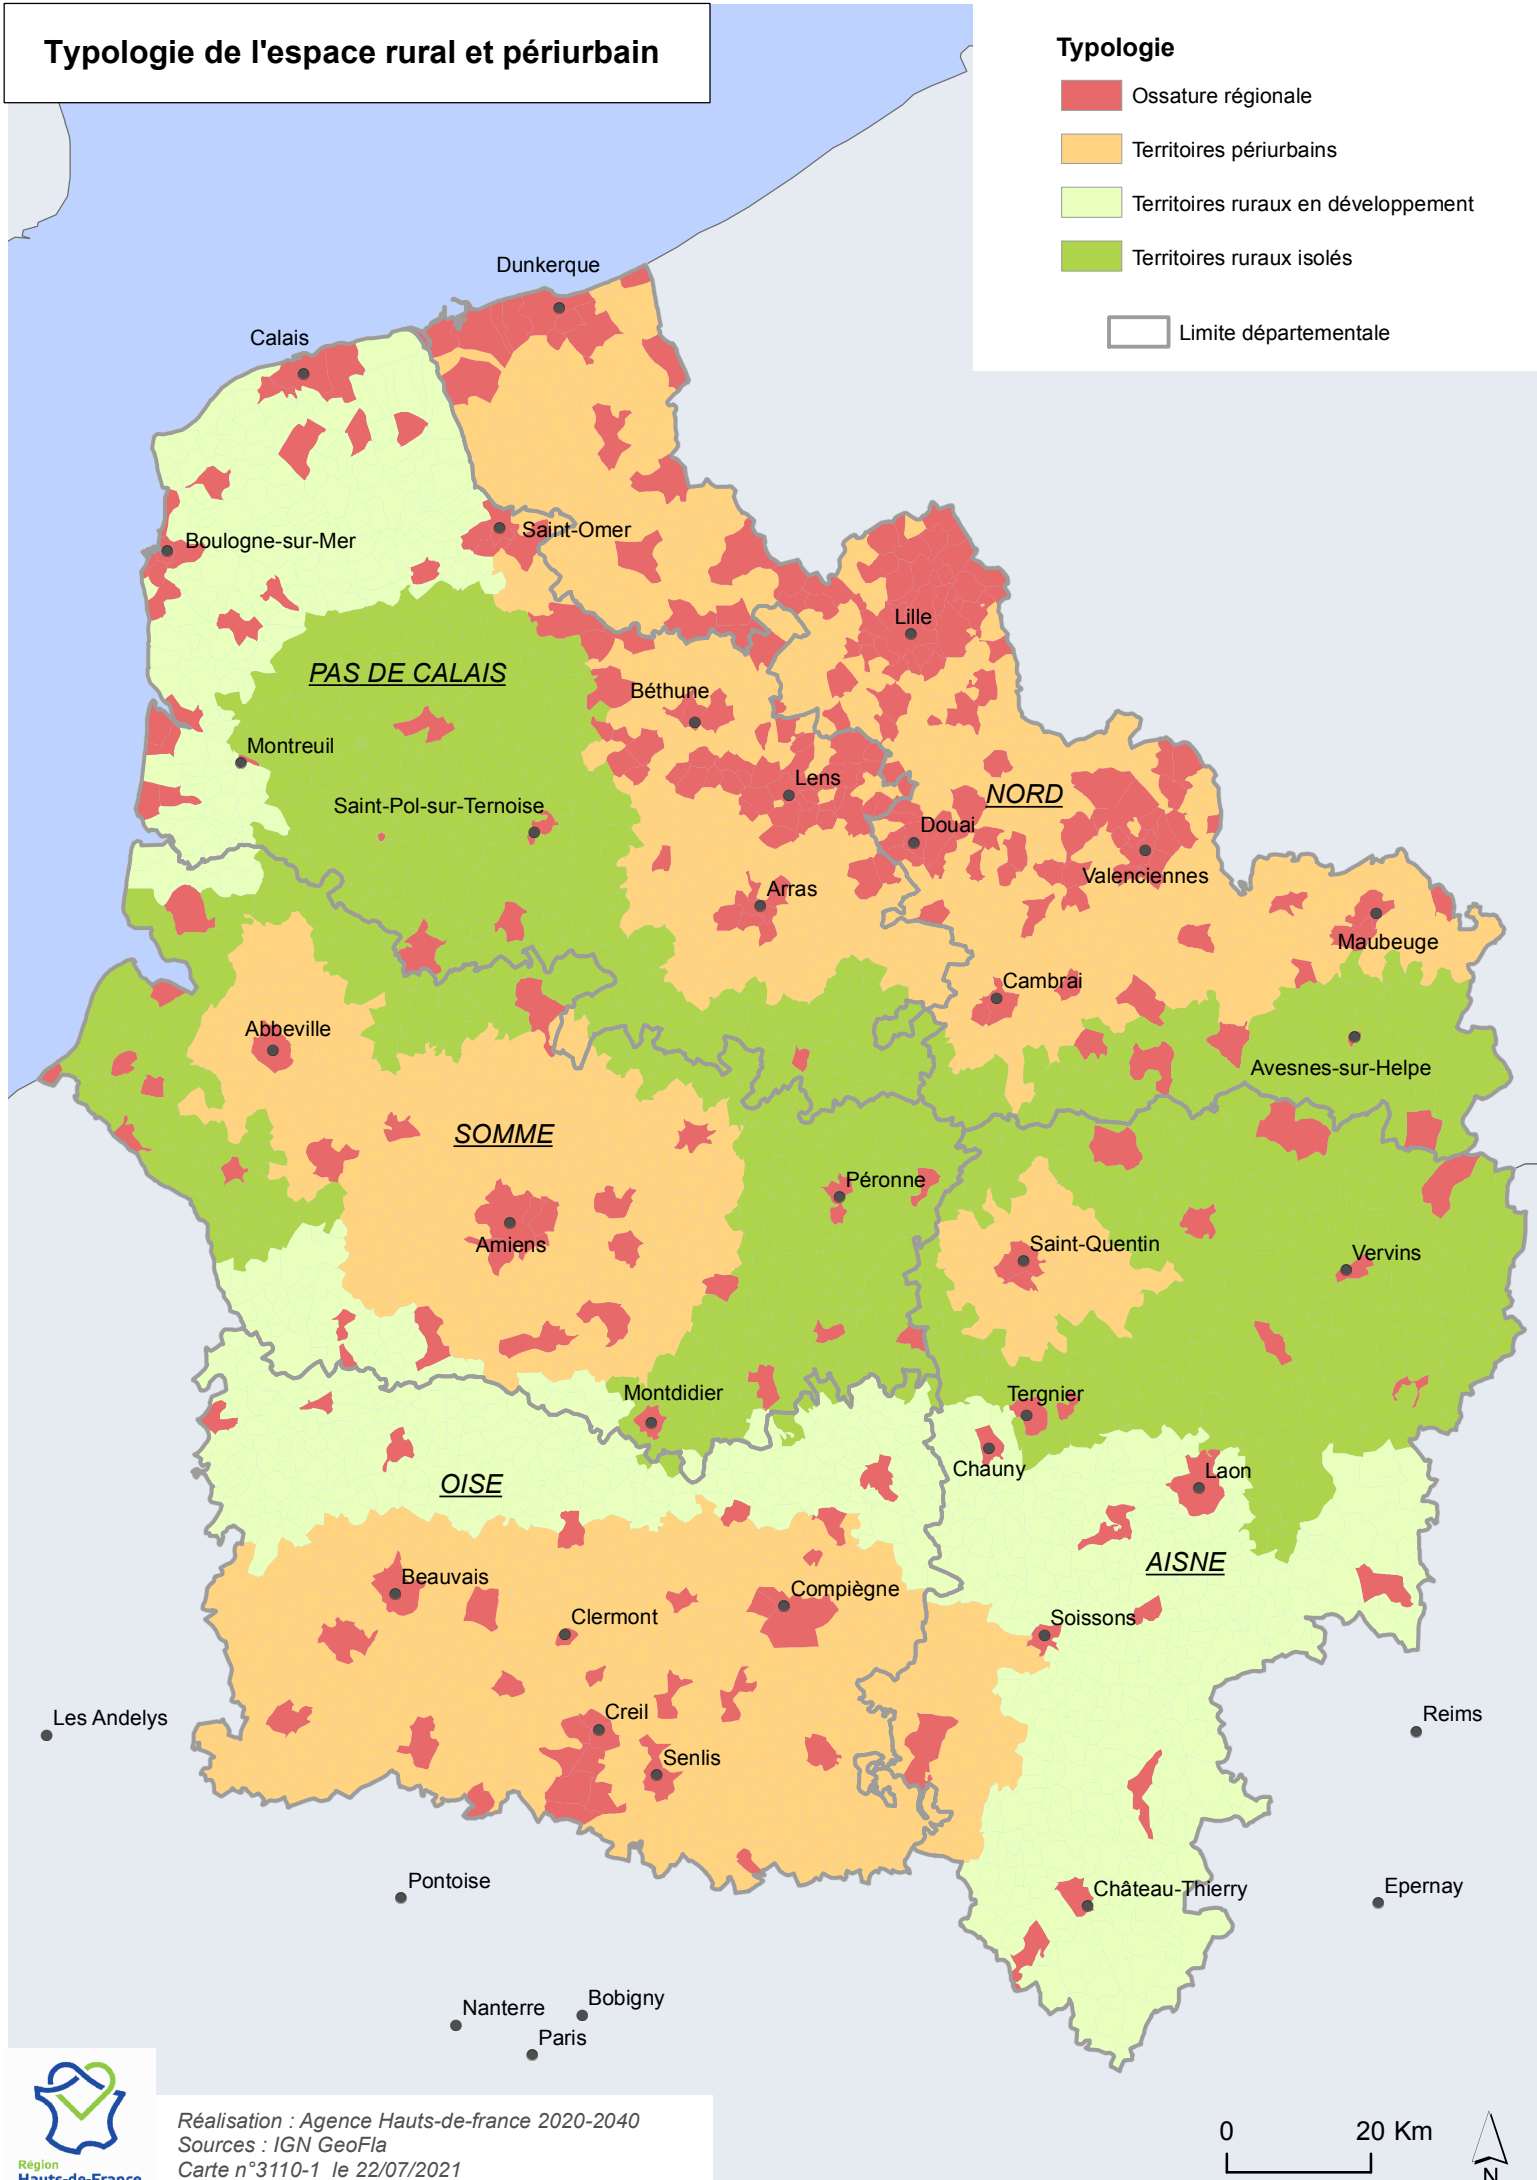 Typologie de l'espace rural et périurbain
Typologie
Ossature régionale
Territoires périurbains
Territoires ruraux en développement
Territoires ruraux isolés
Limite départementale
Dunkerque
Calais
Saint-Omer
Boulogne-sur-Mer
Lille
PAS DE CALAIS
Béthune
Montreuil
Lens
NORD
Saint-Pol-sur-Ternoise
Douai
Valenciennes
Arras
Maubeuge
Cambrai
Abbeville
Avesnes-sur-Helpe
SOMME
Péronne
Amiens
Saint-Quentin
Vervins
Montdidier
Tergnier
Chauny
Laon
OISE
AISNE
Beauvais
Compiègne
Clermont
Soissons
Les Andelys
Creil
Reims
Senlis
Pontoise
Château-Thierry
Epernay
Nanterre
Bobigny
Paris
Réalisation : Agence Hauts-de-france 2020-2040
Sources : IGN GeoFla
Carte n°3110-1 le 22/07/2021
Région
Hauts-de-France
0 20 Km
N